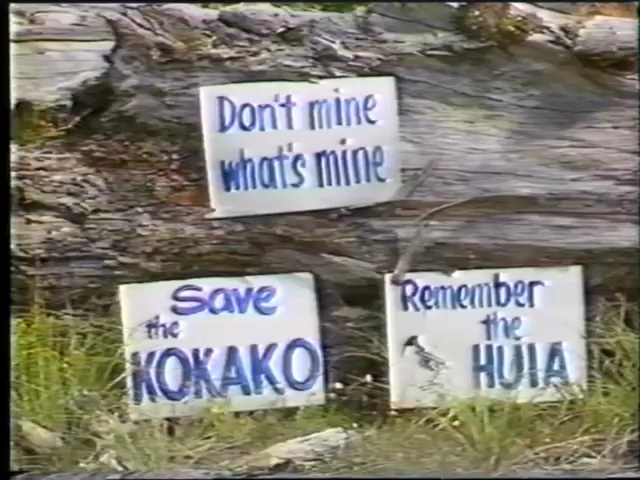 Don't mine
what's mine
Save
the
KOKAKO
Remember
the
HUIA